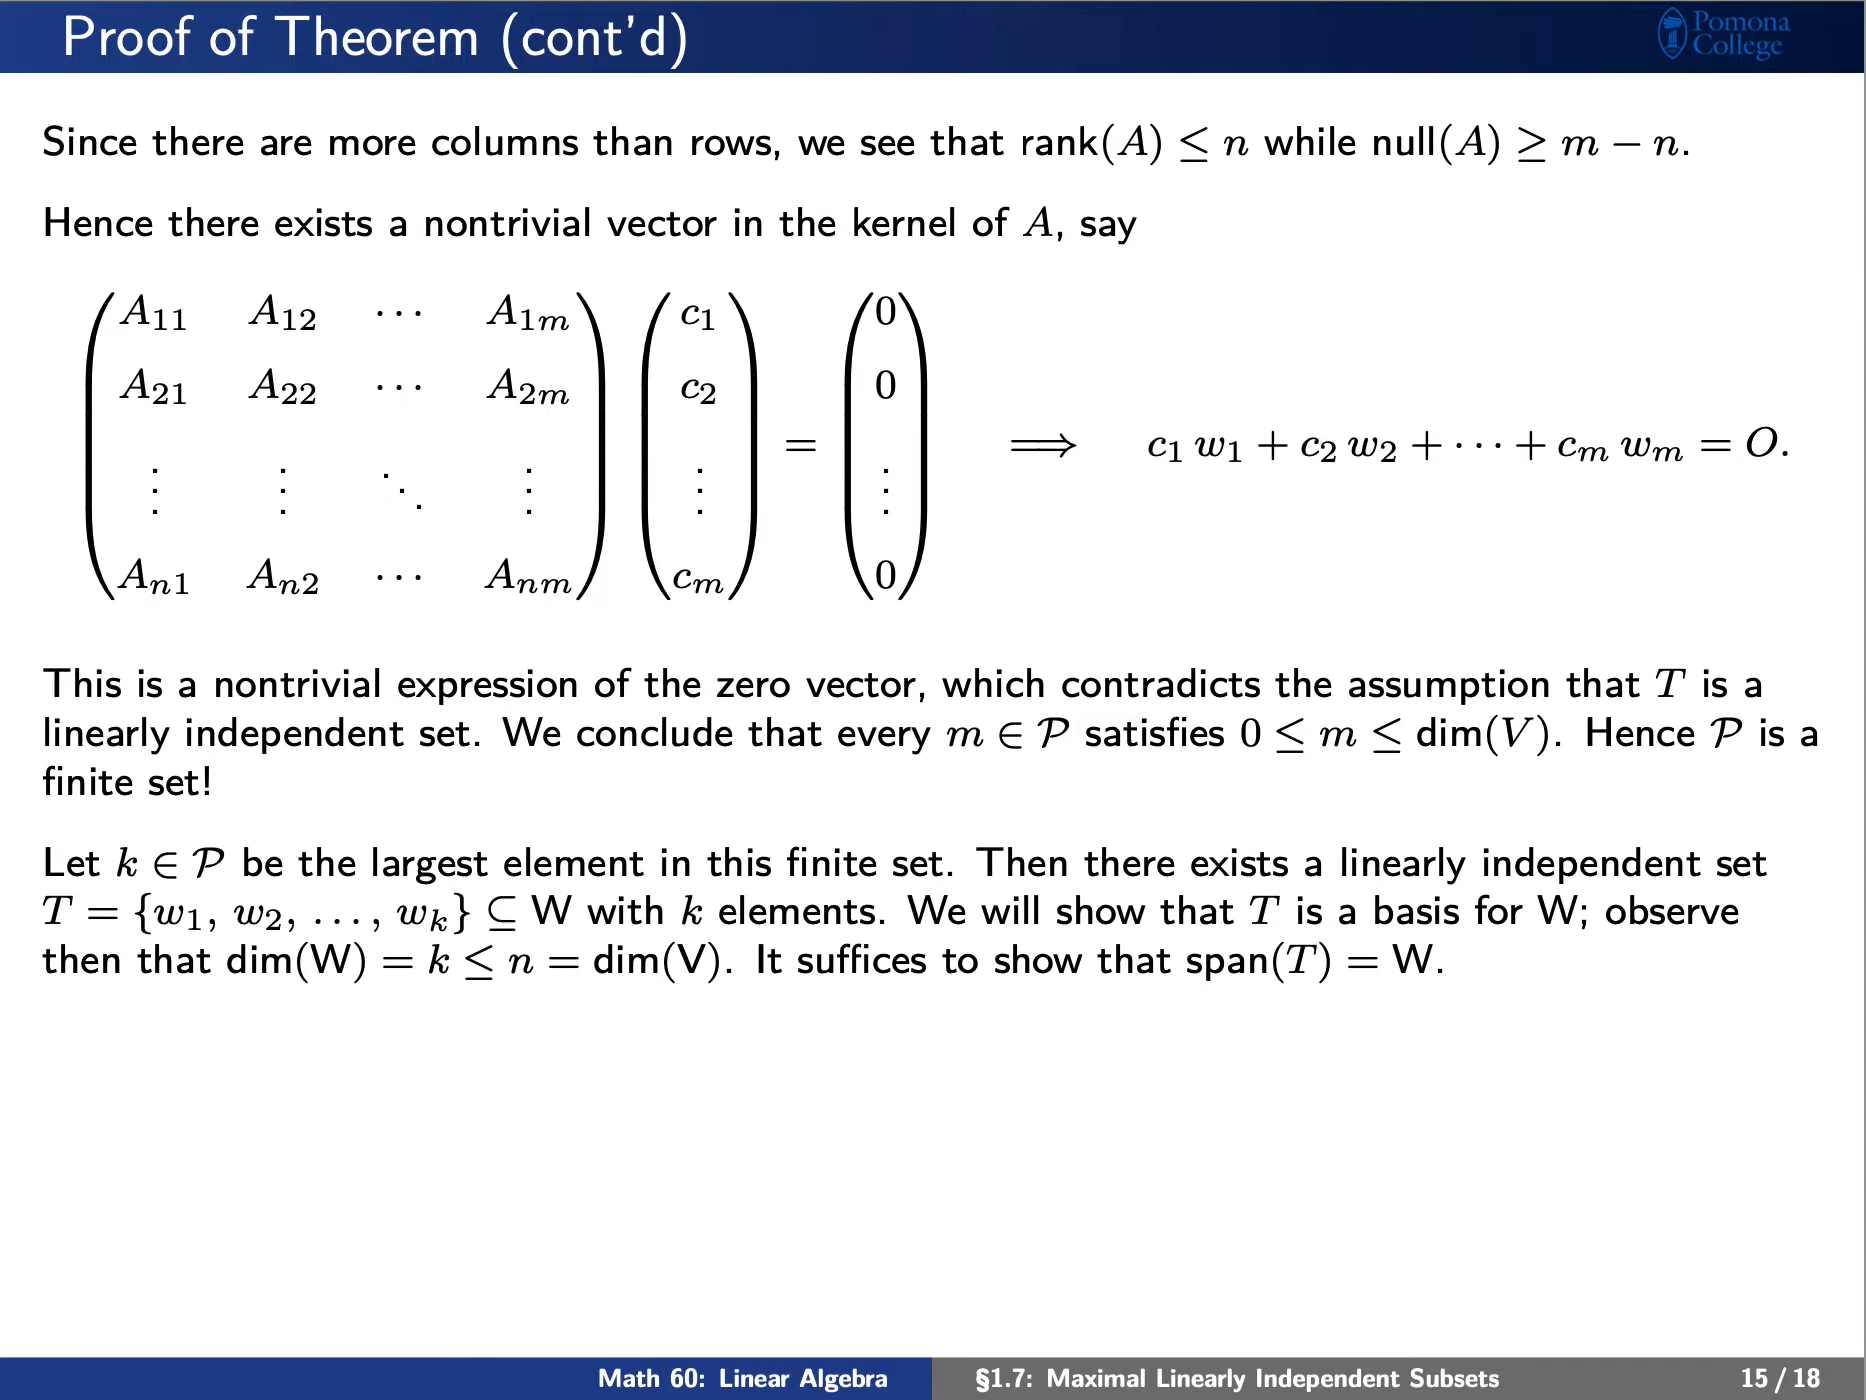 Proof of Theorem (cont'd)
Pomona
College
Since there are more columns than rows, we see that rank(A) ≤ n while null(A) ≥ m − n.
Hence there exists a nontrivial vector in the kernel of A, say
A₁₁ A₁₂ ⋯ A₁ₘ c₁ 0
A₂₁ A₂₂ ⋯ A₂ₘ c₂ 0
= ⟹ c₁ w₁ + c₂ w₂ + ⋯ + cₘ wₘ = O.
⋮ ⋮ ⋱ ⋮ ⋮ ⋮
Aₙ₁ Aₙ₂ ⋯ Aₙₘ cₘ 0
This is a nontrivial expression of the zero vector, which contradicts the assumption that T is a
linearly independent set. We conclude that every m ∈ 𝒫 satisfies 0 ≤ m ≤ dim(V). Hence 𝒫 is a
finite set!
Let k ∈ 𝒫 be the largest element in this finite set. Then there exists a linearly independent set
T = {w₁, w₂, …, wₖ} ⊆ W with k elements. We will show that T is a basis for W; observe
then that dim(W) = k ≤ n = dim(V). It suffices to show that span(T) = W.
Math 60: Linear Algebra §1.7: Maximal Linearly Independent Subsets 15 / 18